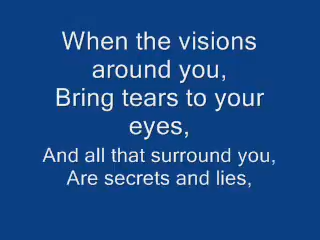 When the visions
around you,
Bring tears to your
eyes,
And all that surround you,
Are secrets and lies,